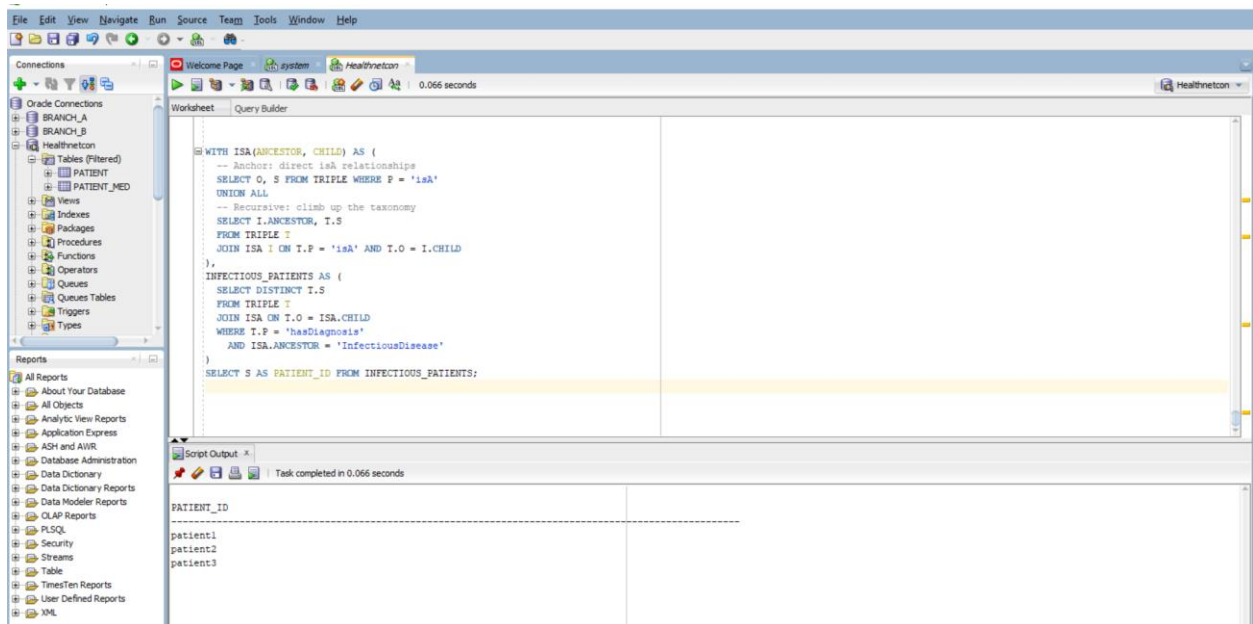 File Edit View Navigate Run Source Team Tools Window Help
Connections
Oracle Connections
BRANCH_A
BRANCH_B
Healthnetcon
Tables (Filtered)
PATIENT
PATIENT_MED
Views
Indexes
Packages
Procedures
Functions
Operators
Queues
Queues Tables
Triggers
Types
Reports
All Reports
About Your Database
All Objects
Analytic View Reports
Application Express
ASH and AWR
Database Administration
Data Dictionary
Data Dictionary Reports
Data Modeler Reports
OLAP Reports
PLSQL
Security
Streams
Table
TimesTen Reports
User Defined Reports
XML
Welcome Page system Healthnetcon
0.066 seconds
Healthnetcon
Worksheet Query Builder
WITH ISA(ANCESTOR, CHILD) AS (
-- Anchor: direct isA relationships
SELECT O, S FROM TRIPLE WHERE P = 'isA'
UNION ALL
-- Recursive: climb up the taxonomy
SELECT I.ANCESTOR, T.S
FROM TRIPLE T
JOIN ISA I ON T.P = 'isA' AND T.O = I.CHILD
),
INFECTIOUS_PATIENTS AS (
SELECT DISTINCT T.S
FROM TRIPLE T
JOIN ISA ON T.O = ISA.CHILD
WHERE T.P = 'hasDiagnosis'
AND ISA.ANCESTOR = 'InfectiousDisease'
)
SELECT S AS PATIENT_ID FROM INFECTIOUS_PATIENTS;
Script Output x
Task completed in 0.066 seconds
PATIENT_ID
--------------------------------------------------------------------------------
patient1
patient2
patient3